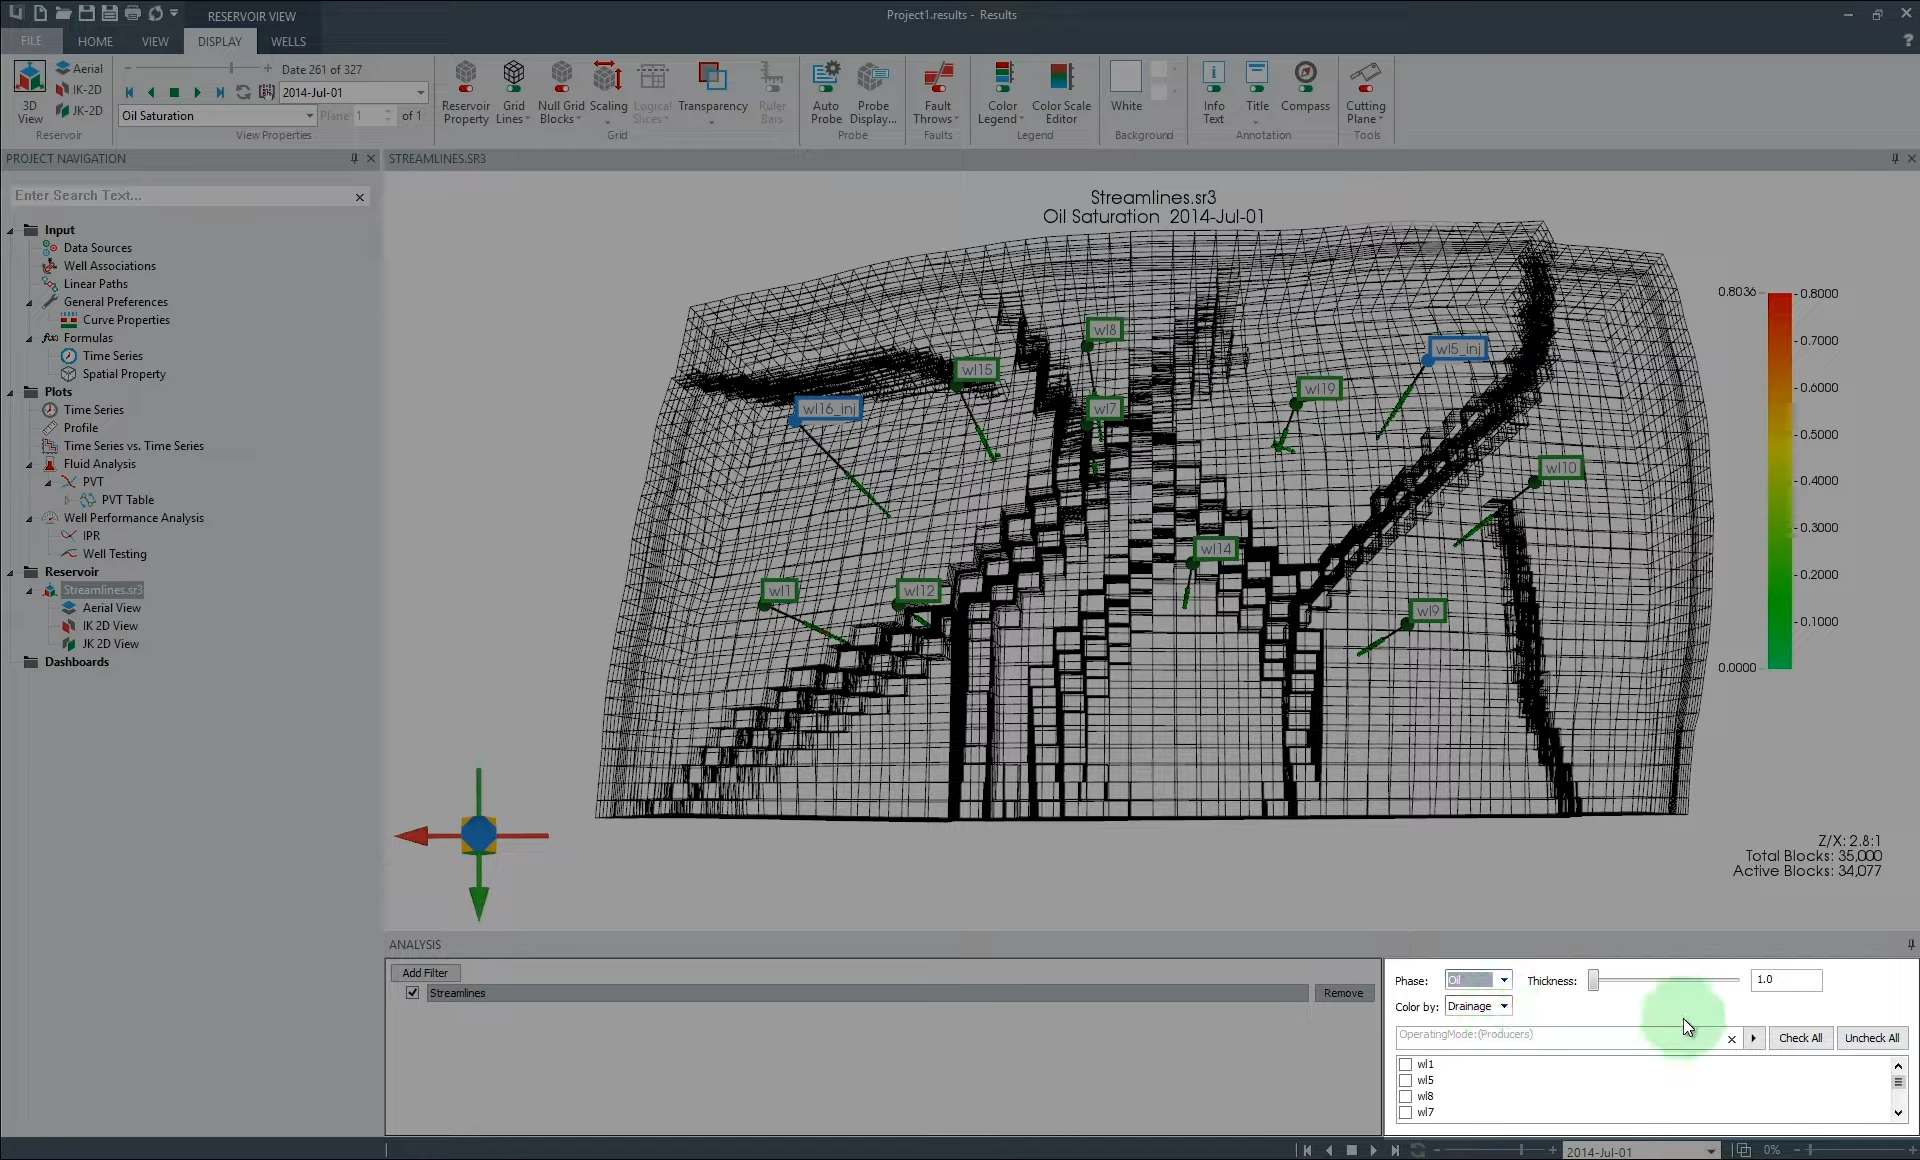 RESERVOIR VIEW
Project1.results - Results
FILE
HOME
VIEW
DISPLAY
WELLS
3D View
Aerial
IK-2D
JK-2D
Reservoir
Date 261 of 327
2014-Jul-01
Oil Saturation
Plane 1 of 1
View Properties
Reservoir Property
Grid Lines
Null Grid Blocks
Scaling
Logical Slices
Transparency
Ruler Bars
Grid
Auto Probe
Probe Display...
Probe
Fault Throws
Faults
Color Legend
Color Scale Editor
Legend
White
Background
Info Text
Title
Compass
Annotation
Cutting Plane
Tools
PROJECT NAVIGATION
Enter Search Text...
Input
Data Sources
Well Associations
Linear Paths
General Preferences
Curve Properties
Formulas
Time Series
Spatial Property
Plots
Time Series
Profile
Time Series vs. Time Series
Fluid Analysis
PVT
PVT Table
Well Performance Analysis
IPR
Well Testing
Reservoir
Streamlines.sr3
Aerial View
IK 2D View
JK 2D View
Dashboards
STREAMLINES.SR3
Streamlines.sr3
Oil Saturation 2014-Jul-01
wl8
wl5_inj
wl15
wl19
wl16_inj
wl7
wl10
wl14
wl1
wl12
wl9
0.8036
0.8000
0.7000
0.6000
0.5000
0.4000
0.3000
0.2000
0.1000
0.0000
Z/X: 2.8:1
Total Blocks: 35,000
Active Blocks: 34,077
ANALYSIS
Add Filter
Streamlines
Remove
Phase: Oil
Thickness: 1.0
Color by: Drainage
OperatingMode:(Producers)
Check All
Uncheck All
wl1
wl5
wl8
wl7
2014-Jul-01
0%